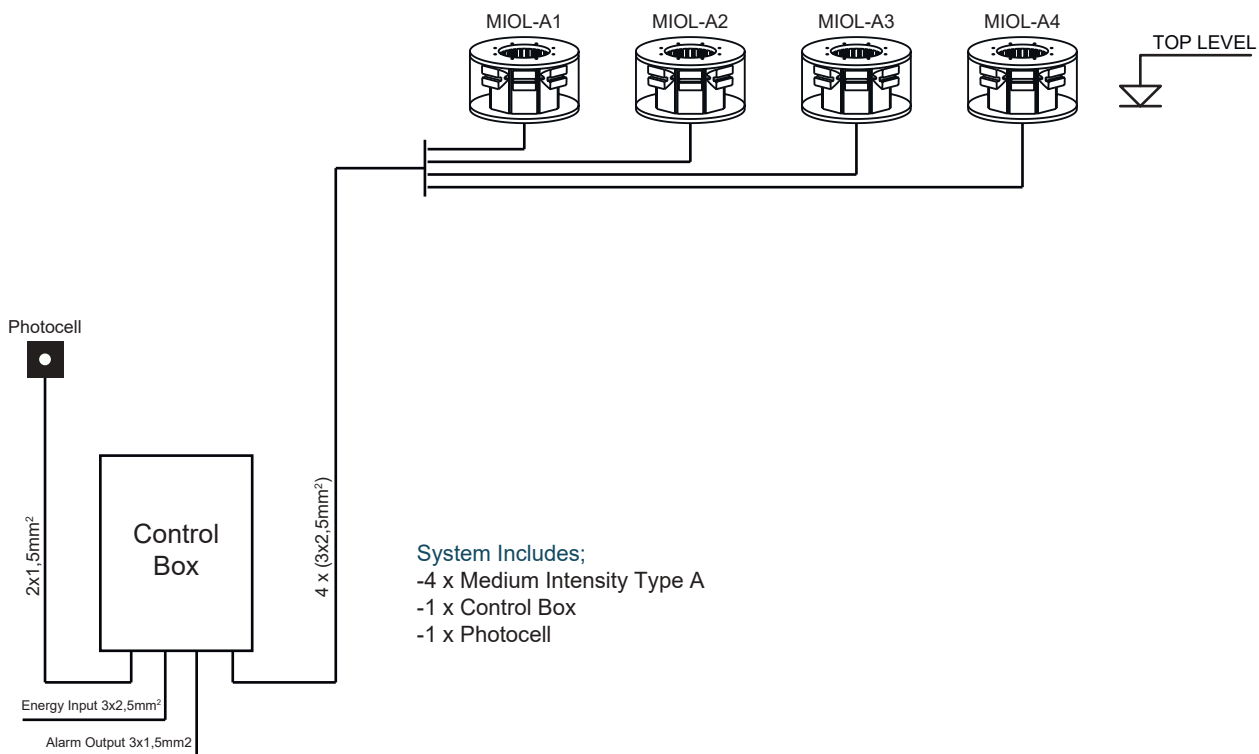 MIOL-A1
MIOL-A2
MIOL-A3
MIOL-A4
TOP LEVEL
Photocell
2x1,5mm²
Control
Box
4 x (3x2,5mm²)
System Includes;
-4 x Medium Intensity Type A
-1 x Control Box
-1 x Photocell
Energy Input 3x2,5mm²
Alarm Output 3x1,5mm2